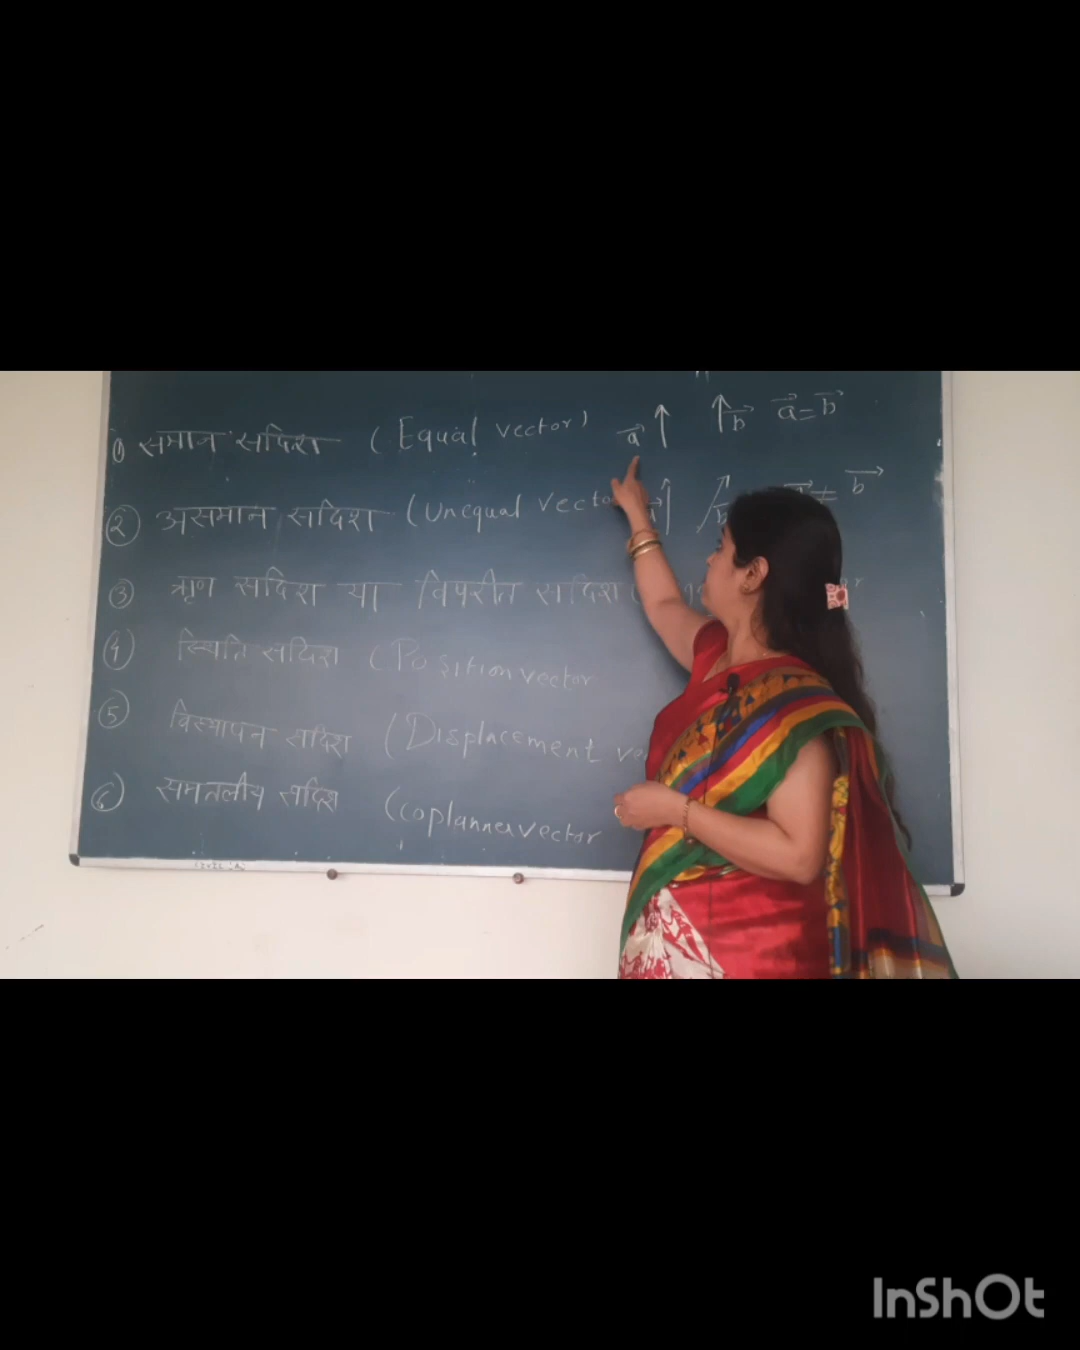 ① समान सदिश (Equal vector) a⃗ ↑ ↑ b⃗ a⃗ = b⃗
② असमान सदिश (Unequal vecto a⃗ ↑ b ≠ b⃗
③ ऋण सदिश या विपरीत सदिश (
④ स्थिति सदिश (Position vector
⑤ विस्थापन सदिश (Displacement ve
⑥ समतलीय सदिश (coplanner vector
InShOt